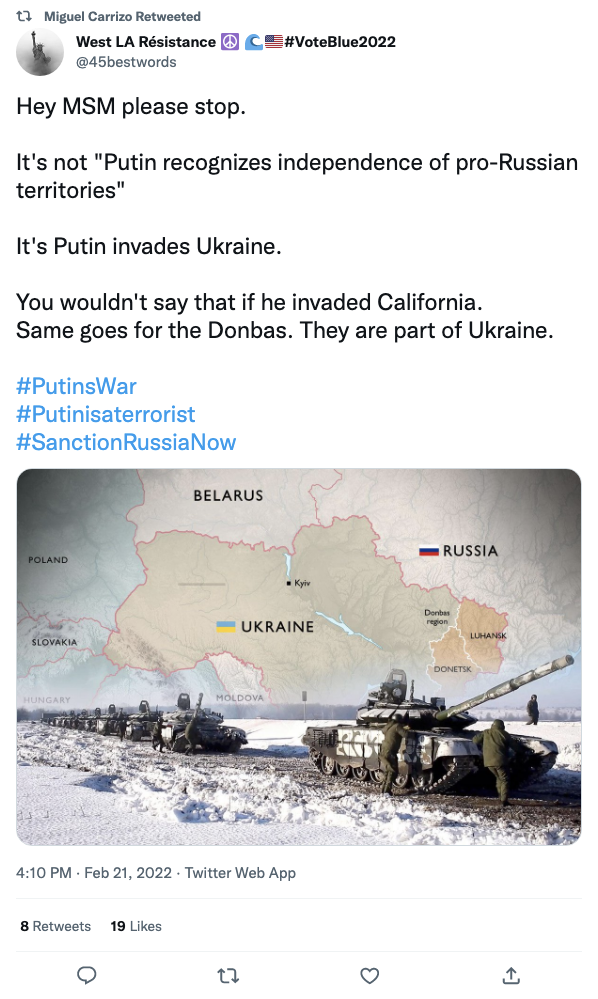 Miguel Carrizo Retweeted
West LA Résistance ☮️ 🌊🇺🇸#VoteBlue2022
@45bestwords
Hey MSM please stop.
It's not "Putin recognizes independence of pro-Russian
territories"
It's Putin invades Ukraine.
You wouldn't say that if he invaded California.
Same goes for the Donbas. They are part of Ukraine.
#PutinsWar
#Putinisaterrorist
#SanctionRussiaNow
BELARUS
RUSSIA
POLAND
Kyiv
Donbas
region
UKRAINE
LUHANSK
SLOVAKIA
DONETSK
HUNGARY
MOLDOVA
4:10 PM · Feb 21, 2022 · Twitter Web App
8 Retweets 19 Likes